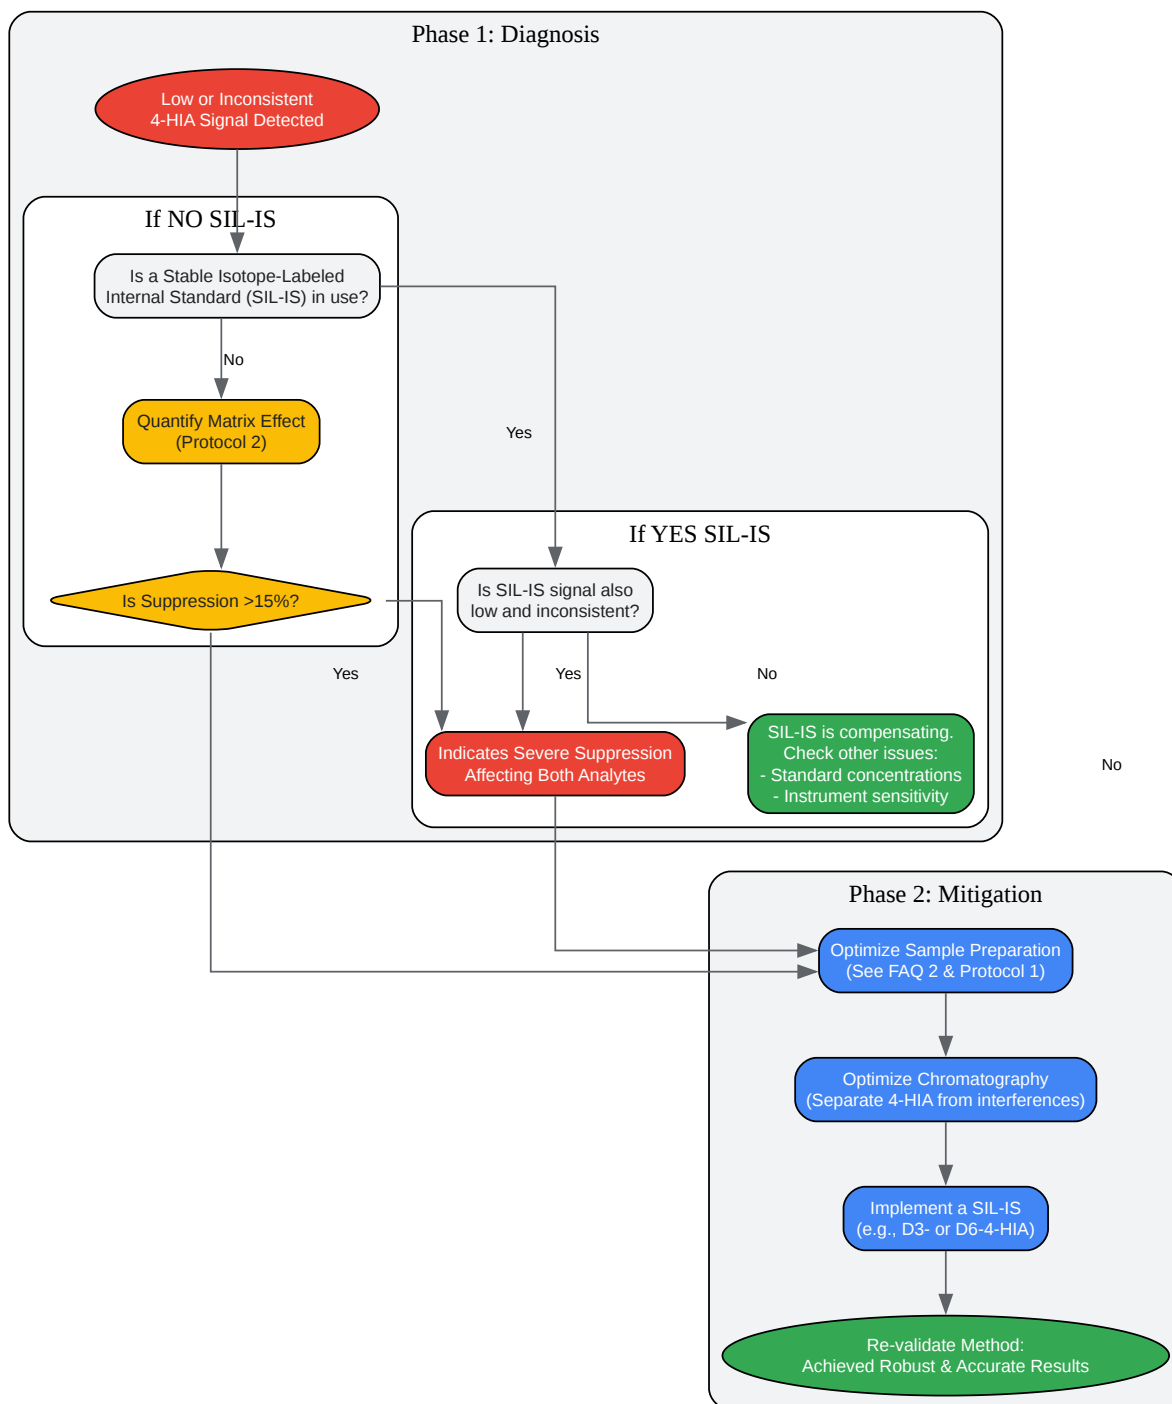 Phase 1: Diagnosis
Low or Inconsistent
4-HIA Signal Detected
If NO SIL-IS
Is a Stable Isotope-Labeled
Internal Standard (SIL-IS) in use?
No
Quantify Matrix Effect
(Protocol 2)
Yes
If YES SIL-IS
Is Suppression >15%?
Is SIL-IS signal also
low and inconsistent?
Yes
Yes
No
Indicates Severe Suppression
Affecting Both Analytes
SIL-IS is compensating.
Check other issues:
- Standard concentrations
- Instrument sensitivity
No
Phase 2: Mitigation
Optimize Sample Preparation
(See FAQ 2 & Protocol 1)
Optimize Chromatography
(Separate 4-HIA from interferences)
Implement a SIL-IS
(e.g., D3- or D6-4-HIA)
Re-validate Method:
Achieved Robust & Accurate Results